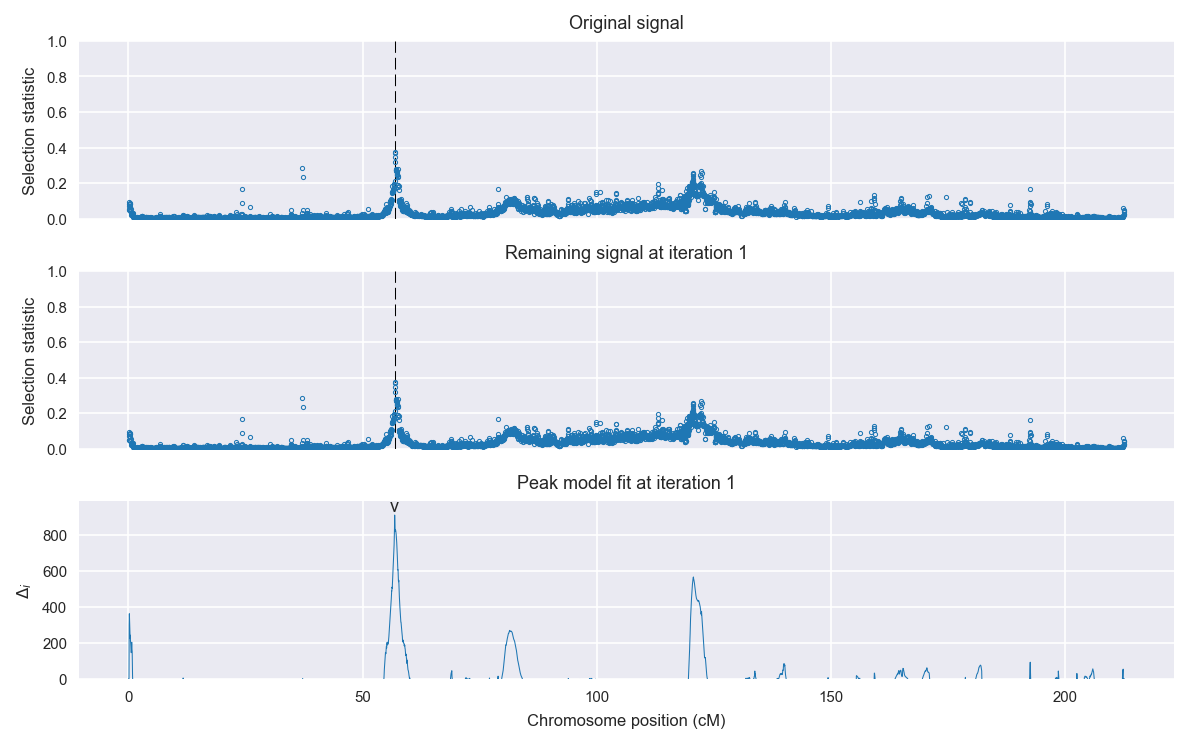 Original signal
1.0
0.8
0.6
0.4
0.2
0.0
Selection statistic
Remaining signal at iteration 1
1.0
0.8
0.6
0.4
0.2
0.0
Selection statistic
Peak model fit at iteration 1
v
800
600
400
200
0
Δi
0 50 100 150 200
Chromosome position (cM)